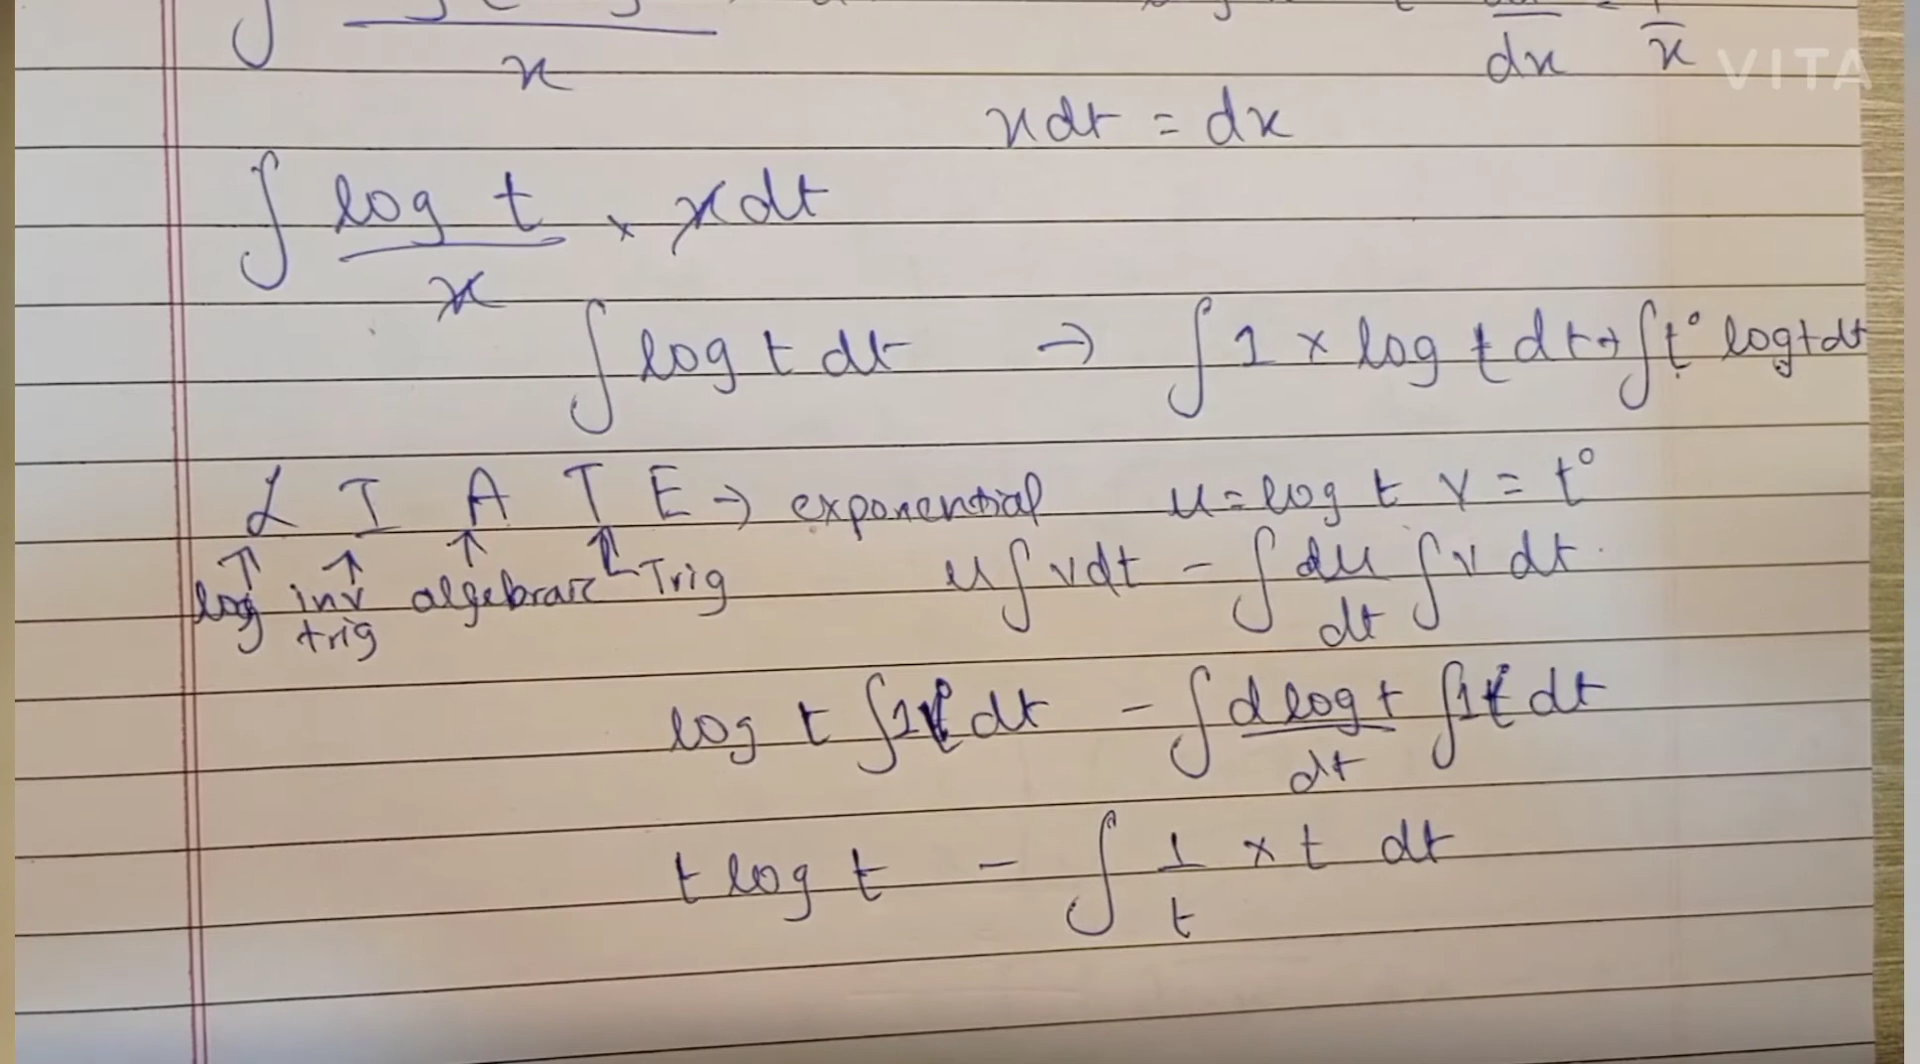 x
dx x
VITA
x dt = dx
∫ log t / x × x dt
∫ log t dt → ∫ 1 × log t dt → ∫ t° log t dt
L I A T E → exponential u = log t v = t°
log inv trig algebraic Trig u ∫ v dt - ∫ du/dt ∫ v dt
log t ∫ 1 dt - ∫ d log t/dt ∫ 1 dt
t log t - ∫ 1/t × t dt